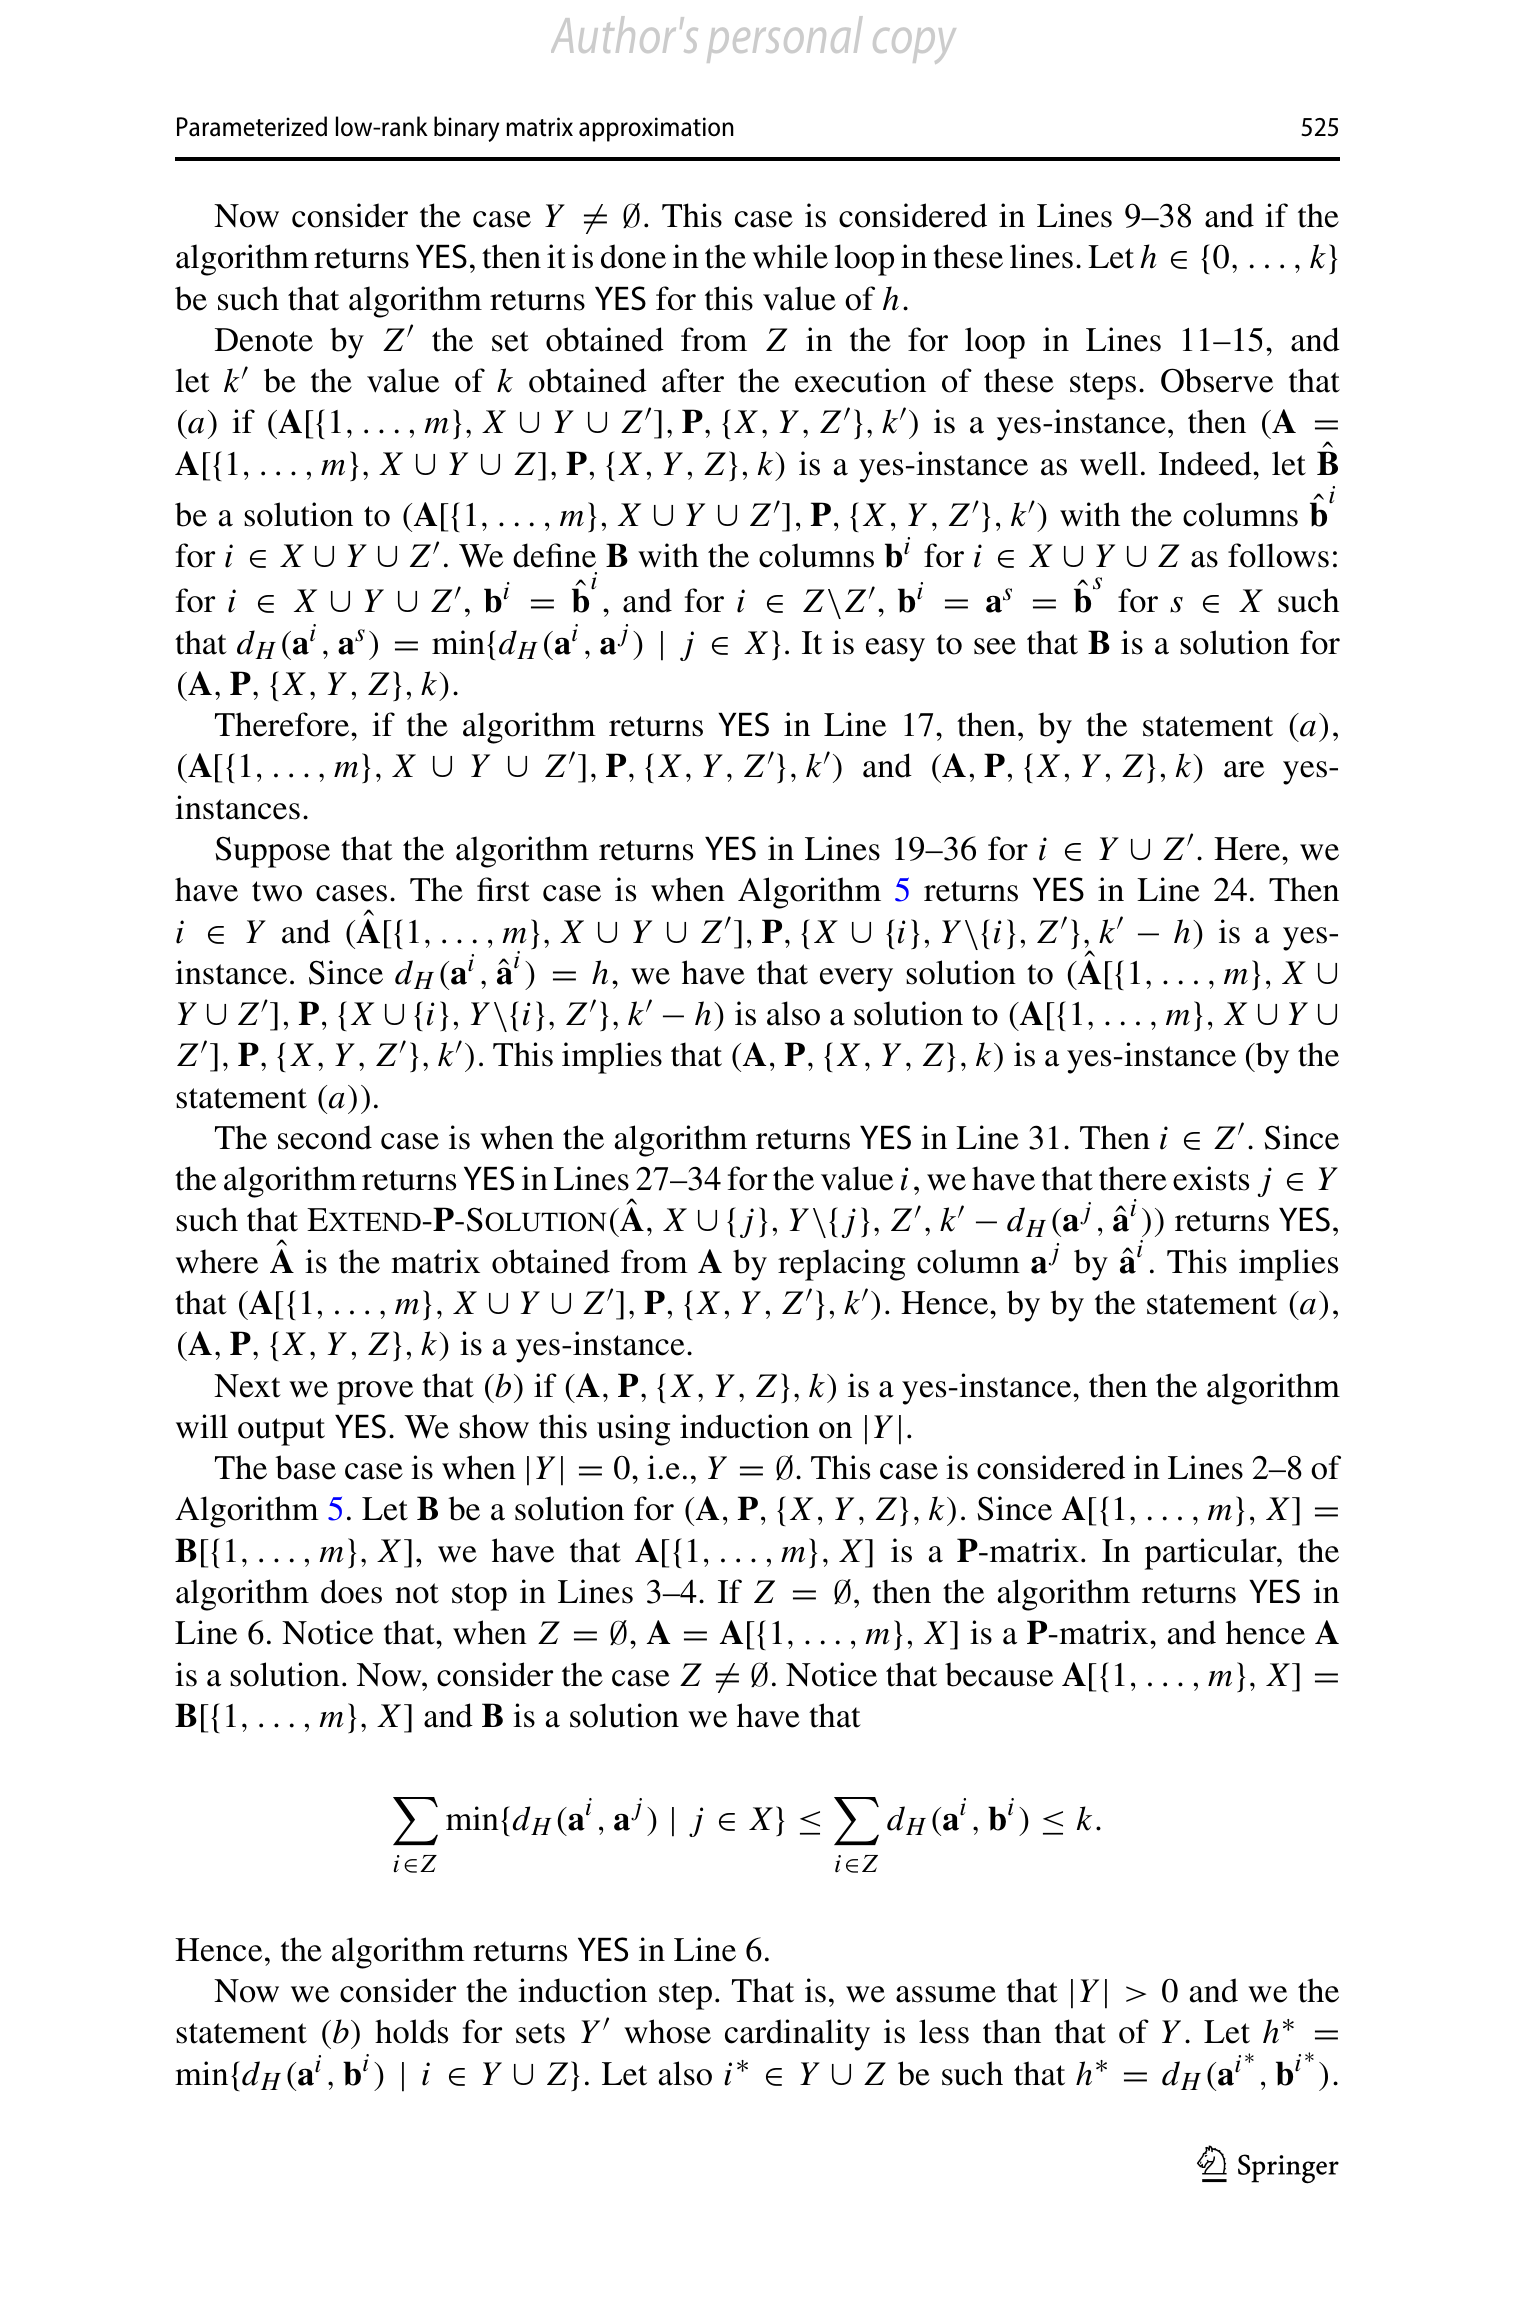 Author's personal copy
Parameterized low-rank binary matrix approximation 525
Now consider the case Y ≠ ∅. This case is considered in Lines 9–38 and if the
algorithm returns YES, then it is done in the while loop in these lines. Let h ∈ {0, . . . , k}
be such that algorithm returns YES for this value of h.
Denote by Z′ the set obtained from Z in the for loop in Lines 11–15, and
let k′ be the value of k obtained after the execution of these steps. Observe that
(a) if (A[{1, . . . , m}, X ∪ Y ∪ Z′], P, {X, Y, Z′}, k′) is a yes-instance, then (A =
A[{1, . . . , m}, X ∪ Y ∪ Z], P, {X, Y, Z}, k) is a yes-instance as well. Indeed, let B̂
be a solution to (A[{1, . . . , m}, X ∪ Y ∪ Z′], P, {X, Y, Z′}, k′) with the columns b̂^i
for i ∈ X ∪ Y ∪ Z′. We define B with the columns b^i for i ∈ X ∪ Y ∪ Z as follows:
for i ∈ X ∪ Y ∪ Z′, b^i = b̂^i, and for i ∈ Z\Z′, b^i = a^s = b̂^s for s ∈ X such
that d_H(a^i, a^s) = min{d_H(a^i, a^j) | j ∈ X}. It is easy to see that B is a solution for
(A, P, {X, Y, Z}, k).
Therefore, if the algorithm returns YES in Line 17, then, by the statement (a),
(A[{1, . . . , m}, X ∪ Y ∪ Z′], P, {X, Y, Z′}, k′) and (A, P, {X, Y, Z}, k) are yes-
instances.
Suppose that the algorithm returns YES in Lines 19–36 for i ∈ Y ∪ Z′. Here, we
have two cases. The first case is when Algorithm 5 returns YES in Line 24. Then
i ∈ Y and (Â[{1, . . . , m}, X ∪ Y ∪ Z′], P, {X ∪ {i}, Y\{i}, Z′}, k′ − h) is a yes-
instance. Since d_H(a^i, â^i) = h, we have that every solution to (Â[{1, . . . , m}, X ∪
Y ∪ Z′], P, {X ∪ {i}, Y\{i}, Z′}, k′ − h) is also a solution to (A[{1, . . . , m}, X ∪ Y ∪
Z′], P, {X, Y, Z′}, k′). This implies that (A, P, {X, Y, Z}, k) is a yes-instance (by the
statement (a)).
The second case is when the algorithm returns YES in Line 31. Then i ∈ Z′. Since
the algorithm returns YES in Lines 27–34 for the value i, we have that there exists j ∈ Y
such that EXTEND-P-SOLUTION(Â, X ∪ {j}, Y\{j}, Z′, k′ − d_H(a^j, â^i)) returns YES,
where Â is the matrix obtained from A by replacing column a^j by â^i. This implies
that (A[{1, . . . , m}, X ∪ Y ∪ Z′], P, {X, Y, Z′}, k′). Hence, by by the statement (a),
(A, P, {X, Y, Z}, k) is a yes-instance.
Next we prove that (b) if (A, P, {X, Y, Z}, k) is a yes-instance, then the algorithm
will output YES. We show this using induction on |Y|.
The base case is when |Y| = 0, i.e., Y = ∅. This case is considered in Lines 2–8 of
Algorithm 5. Let B be a solution for (A, P, {X, Y, Z}, k). Since A[{1, . . . , m}, X] =
B[{1, . . . , m}, X], we have that A[{1, . . . , m}, X] is a P-matrix. In particular, the
algorithm does not stop in Lines 3–4. If Z = ∅, then the algorithm returns YES in
Line 6. Notice that, when Z = ∅, A = A[{1, . . . , m}, X] is a P-matrix, and hence A
is a solution. Now, consider the case Z ≠ ∅. Notice that because A[{1, . . . , m}, X] =
B[{1, . . . , m}, X] and B is a solution we have that
∑_{i∈Z} min{d_H(a^i, a^j) | j ∈ X} ≤ ∑_{i∈Z} d_H(a^i, b^i) ≤ k.
Hence, the algorithm returns YES in Line 6.
Now we consider the induction step. That is, we assume that |Y| > 0 and we the
statement (b) holds for sets Y′ whose cardinality is less than that of Y. Let h* =
min{d_H(a^i, b^i) | i ∈ Y ∪ Z}. Let also i* ∈ Y ∪ Z be such that h* = d_H(a^{i*}, b^{i*}).
Springer